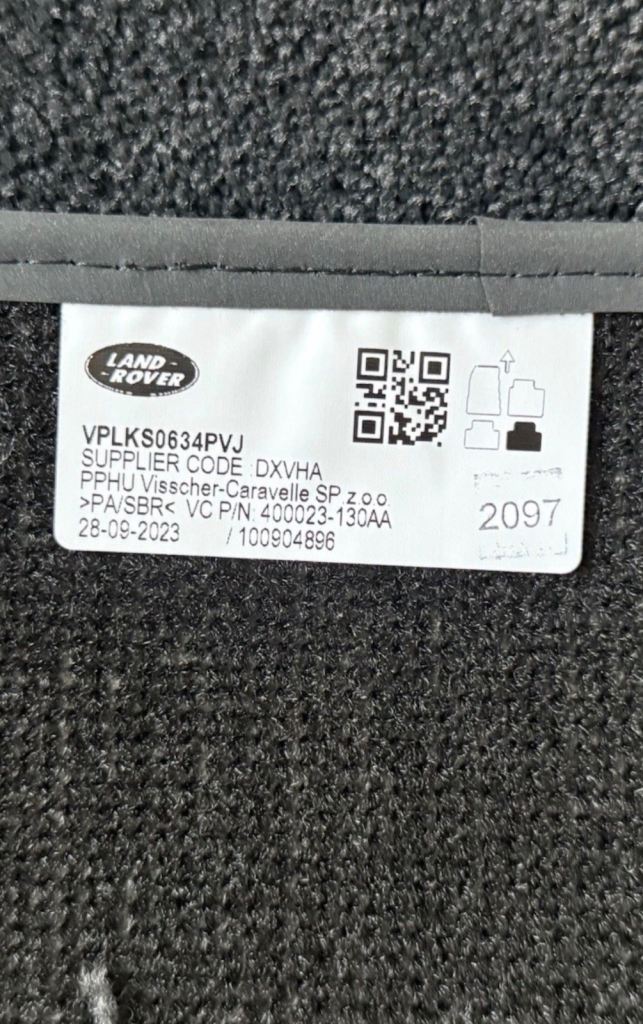 LAND-
-ROVER
VPLKS0634PVJ
SUPPLIER CODE :DXVHA
PPHU Visscher-Caravelle SP.z.o.o
>PA/SBR< VC P/N: 400023-130AA
28-09-2023 / 100904896
2097